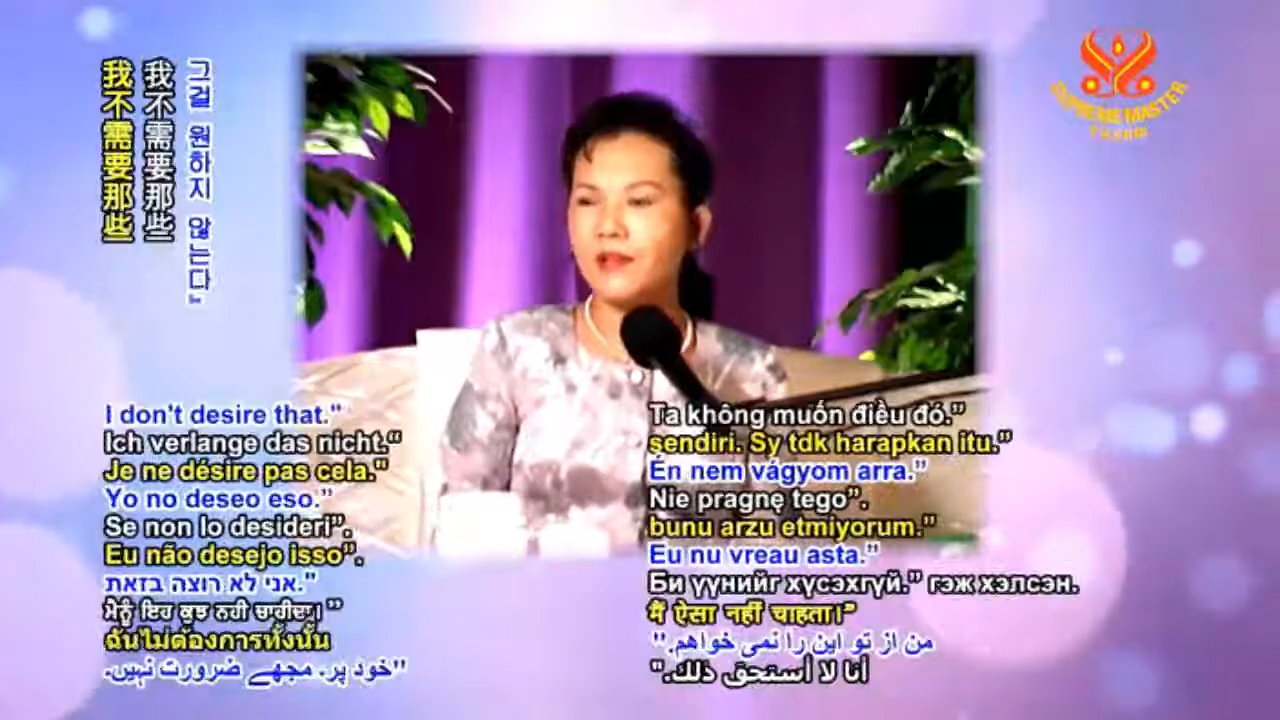 그걸 원하지 않는다"
我不需要那些
我不需要那些
SUPREME MASTER
TV.com
I don't desire that."
Ich verlange das nicht.“
Je ne désire pas cela."
Yo no deseo eso.”
Se non lo desideri”.
Eu não desejo isso”.
אני לא רוצה בזאת."
ਮੈਨੂੰ ਇਹ ਕੁਝ ਨਹੀ ਚਾਹੀਦਾ।”
ฉันไม่ต้องการทั้งนั้น
خود پر۔ مجھے ضرورت نہیں۔"
Ta không muốn điều đó.”
sendiri. Sy tdk harapkan itu.”
Én nem vágyom arra.”
Nie pragnę tego”.
bunu arzu etmiyorum.”
Eu nu vreau asta.”
Би үүнийг хүсэхгүй.” гэж хэлсэн.
मैं ऐसा नहीं चाहता।”
من از تو این را نمی خواهم."
أنا لا أستحق ذلك."